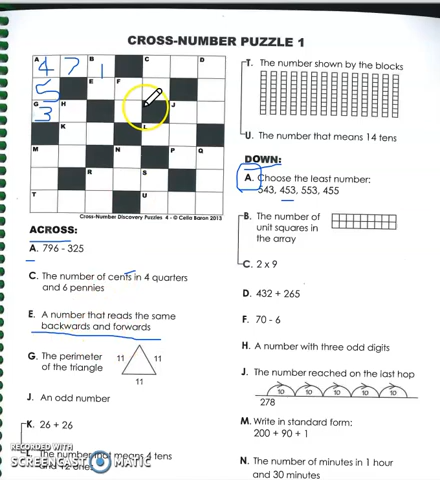 CROSS-NUMBER PUZZLE 1
A B C D
4 7 1
E F
5
G H J
3
K L
M N P Q
R S
T U
Cross-Number Discovery Puzzles 4 - © Celia Baron 2013
ACROSS:
A. 796 - 325
C. The number of cents in 4 quarters
and 6 pennies
E. A number that reads the same
backwards and forwards
G. The perimeter
of the triangle
11 11
11
J. An odd number
K. 26 + 26
L. The number that means 4 tens
and 12 ones
RECORDED WITH
SCREENCAST MATIC
T. The number shown by the blocks
U. The number that means 14 tens
DOWN:
A. Choose the least number:
543, 453, 553, 455
B. The number of
unit squares in
the array
C. 2 x 9
D. 432 + 265
F. 70 - 6
H. A number with three odd digits
J. The number reached on the last hop
10 10 10 10 10
278
M. Write in standard form:
200 + 90 + 1
N. The number of minutes in 1 hour
and 30 minutes